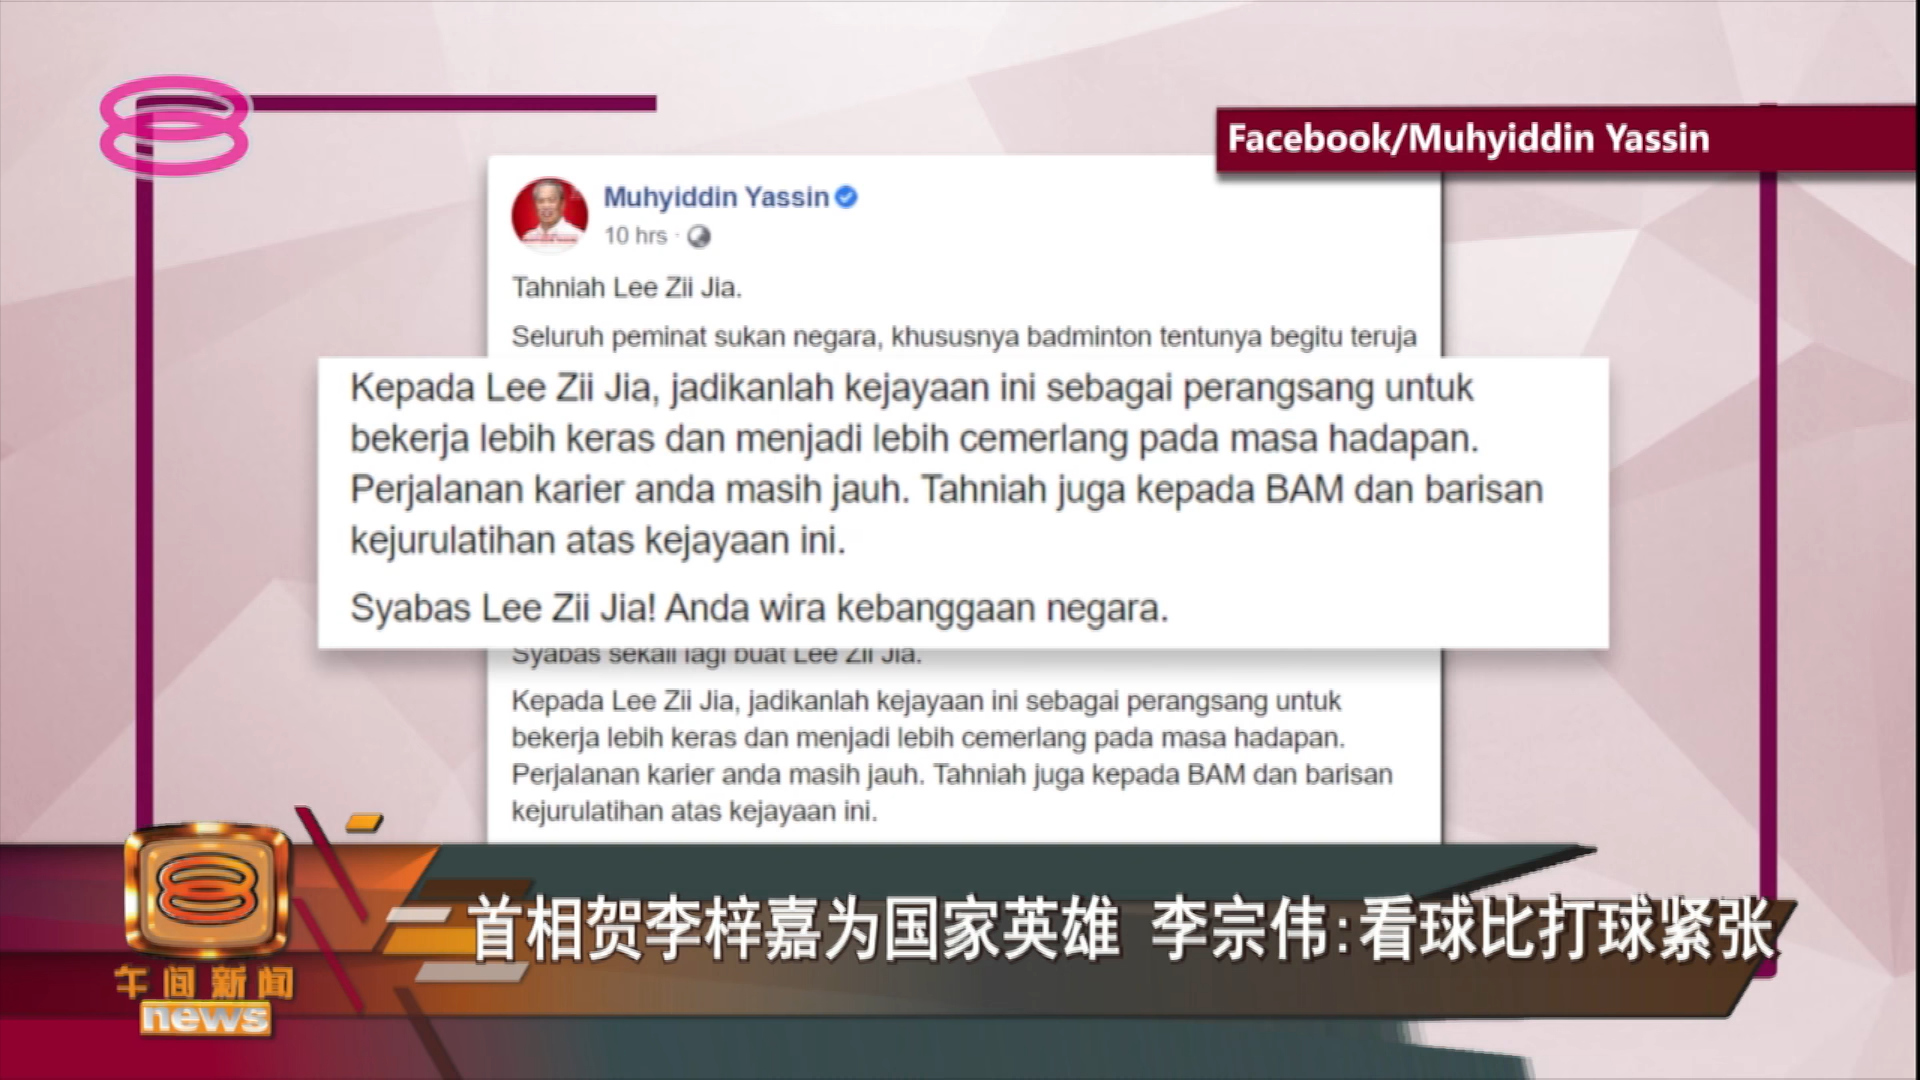 Facebook/Muhyiddin Yassin
Muhyiddin Yassin
10 hrs ·
Tahniah Lee Zii Jia.
Seluruh peminat sukan negara, khususnya badminton tentunya begitu teruja
Kepada Lee Zii Jia, jadikanlah kejayaan ini sebagai perangsang untuk
bekerja lebih keras dan menjadi lebih cemerlang pada masa hadapan.
Perjalanan karier anda masih jauh. Tahniah juga kepada BAM dan barisan
kejurulatihan atas kejayaan ini.
Syabas Lee Zii Jia! Anda wira kebanggaan negara.
Syabas sekali lagi buat Lee Zii Jia.
Kepada Lee Zii Jia, jadikanlah kejayaan ini sebagai perangsang untuk
bekerja lebih keras dan menjadi lebih cemerlang pada masa hadapan.
Perjalanan karier anda masih jauh. Tahniah juga kepada BAM dan barisan
kejurulatihan atas kejayaan ini.
首相贺李梓嘉为国家英雄 李宗伟:看球比打球紧张
午间新闻
news